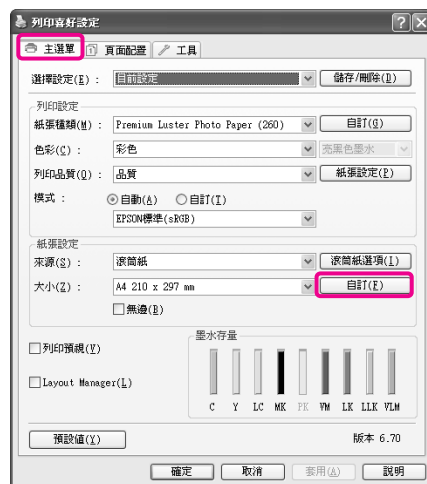 列印喜好設定
主選單 頁面配置 工具
選擇設定(E)： 目前設定 儲存/刪除(D)
列印設定
紙張種類(M)： Premium Luster Photo Paper (260) 自訂(G)
色彩(C)： 彩色 亮黑色墨水
列印品質(Q)： 品質 紙張設定(P)
模式： 自動(A) 自訂(I)
EPSON標準(sRGB)
紙張設定
來源(S)： 滾筒紙 滾筒紙選項(I)
大小(Z)： A4 210 x 297 mm 自訂(F)
無邊(B)
列印預視(V)
Layout Manager(L)
墨水存量
C Y LC MK PK VM LK LLK VLM
預設值(Y) 版本 6.70
確定 取消 套用(A) 說明